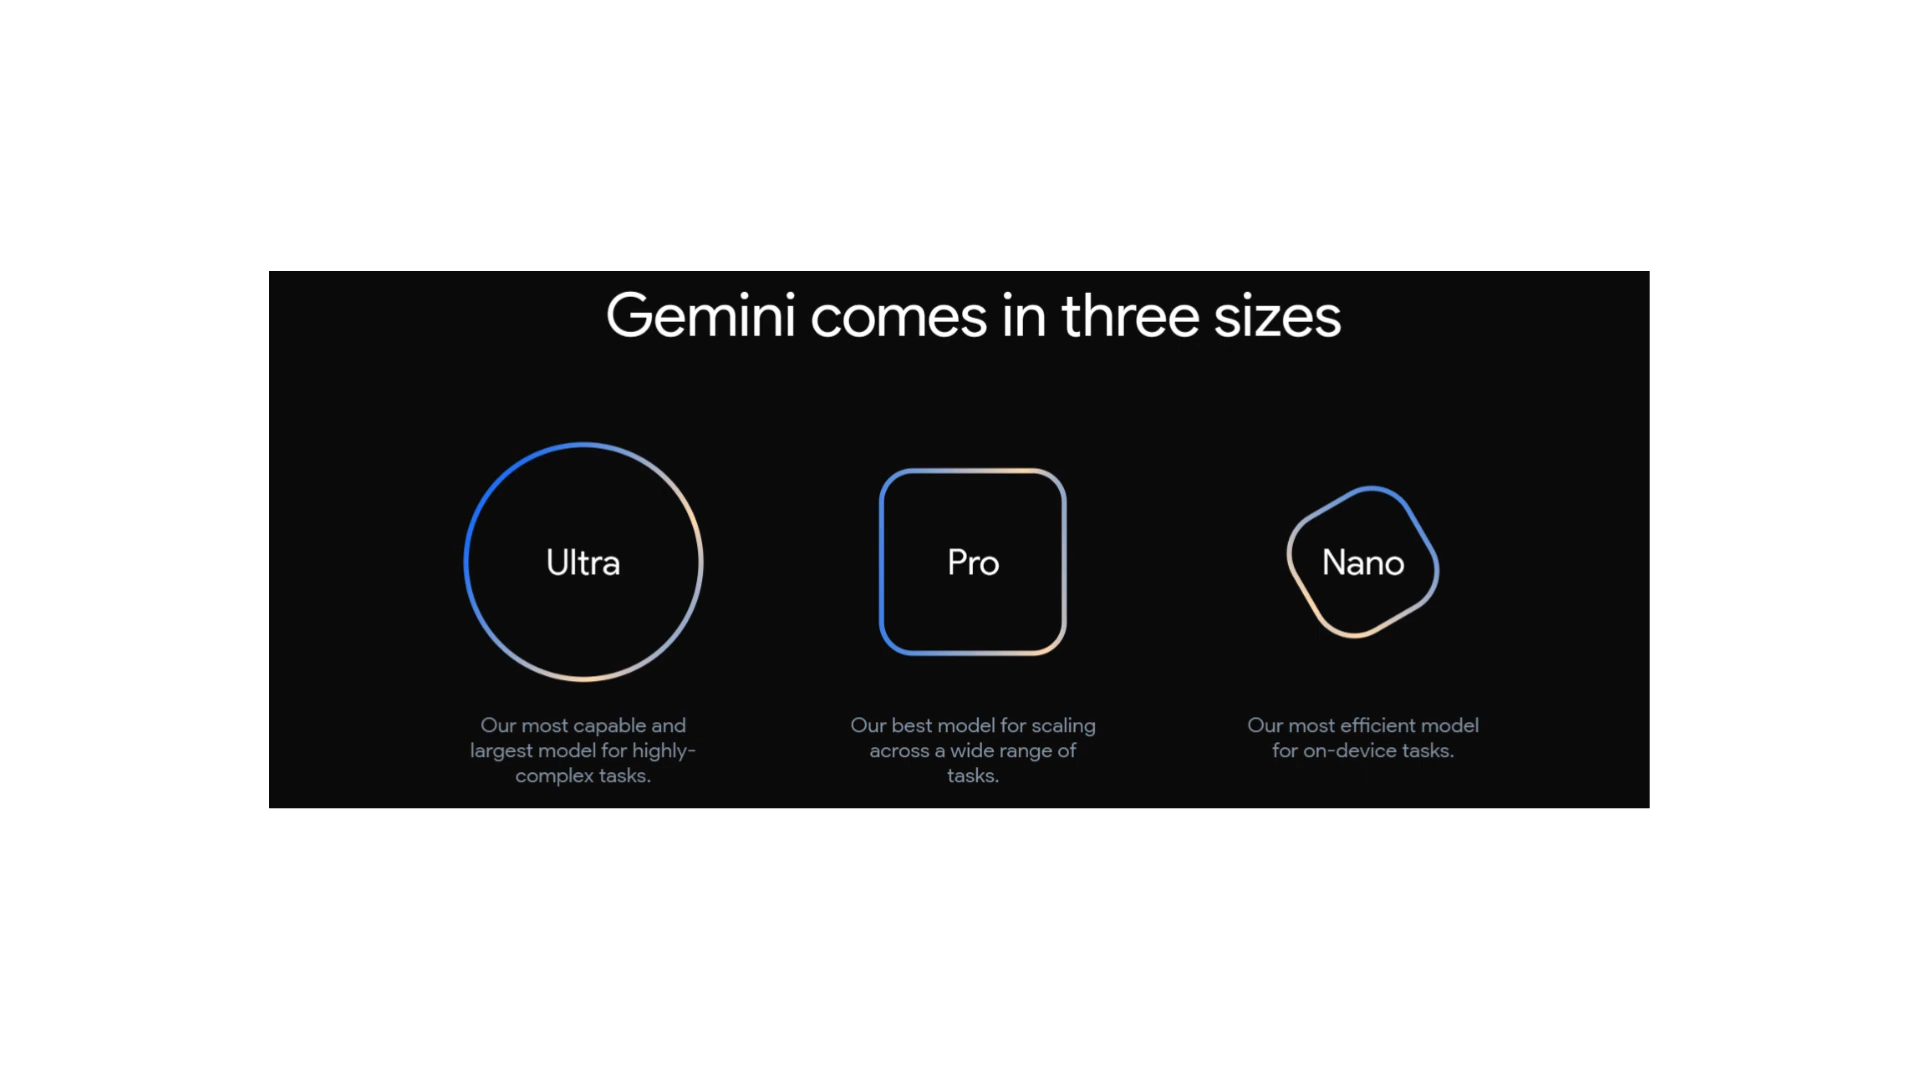 Gemini comes in three sizes
Ultra
Pro
Nano
Our most capable and
largest model for highly-
complex tasks.
Our best model for scaling
across a wide range of
tasks.
Our most efficient model
for on-device tasks.